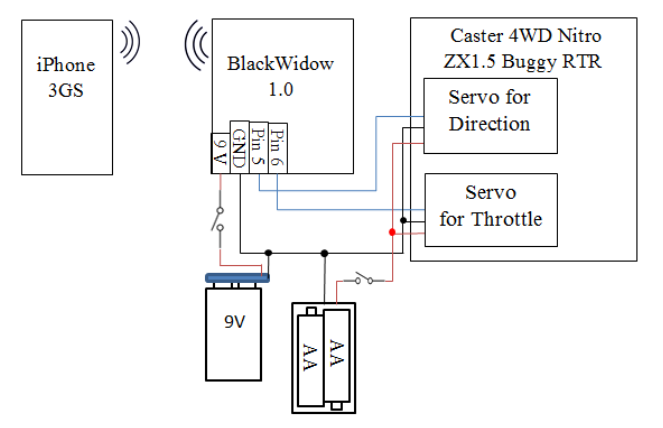 iPhone
3GS
BlackWidow
1.0
9 V
GND
Pin 5
Pin 6
Caster 4WD Nitro
ZX1.5 Buggy RTR
Servo for
Direction
Servo
for Throttle
9V
AA
AA